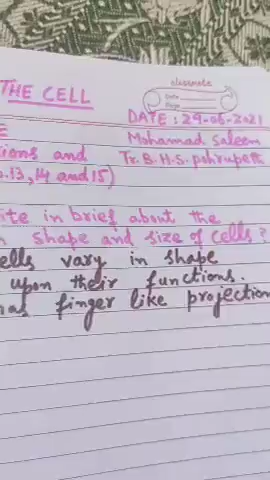 THE CELL
classmate
Date
Page
DATE : 29-06-2021
Mohamad Saleem
ions and
Tr. B. H. S. pohrupeth
0.13, 14 and 15)
ite in brief about the
n shape and size of cells?
ells vary in shape
upon their functions.
has finger like projection